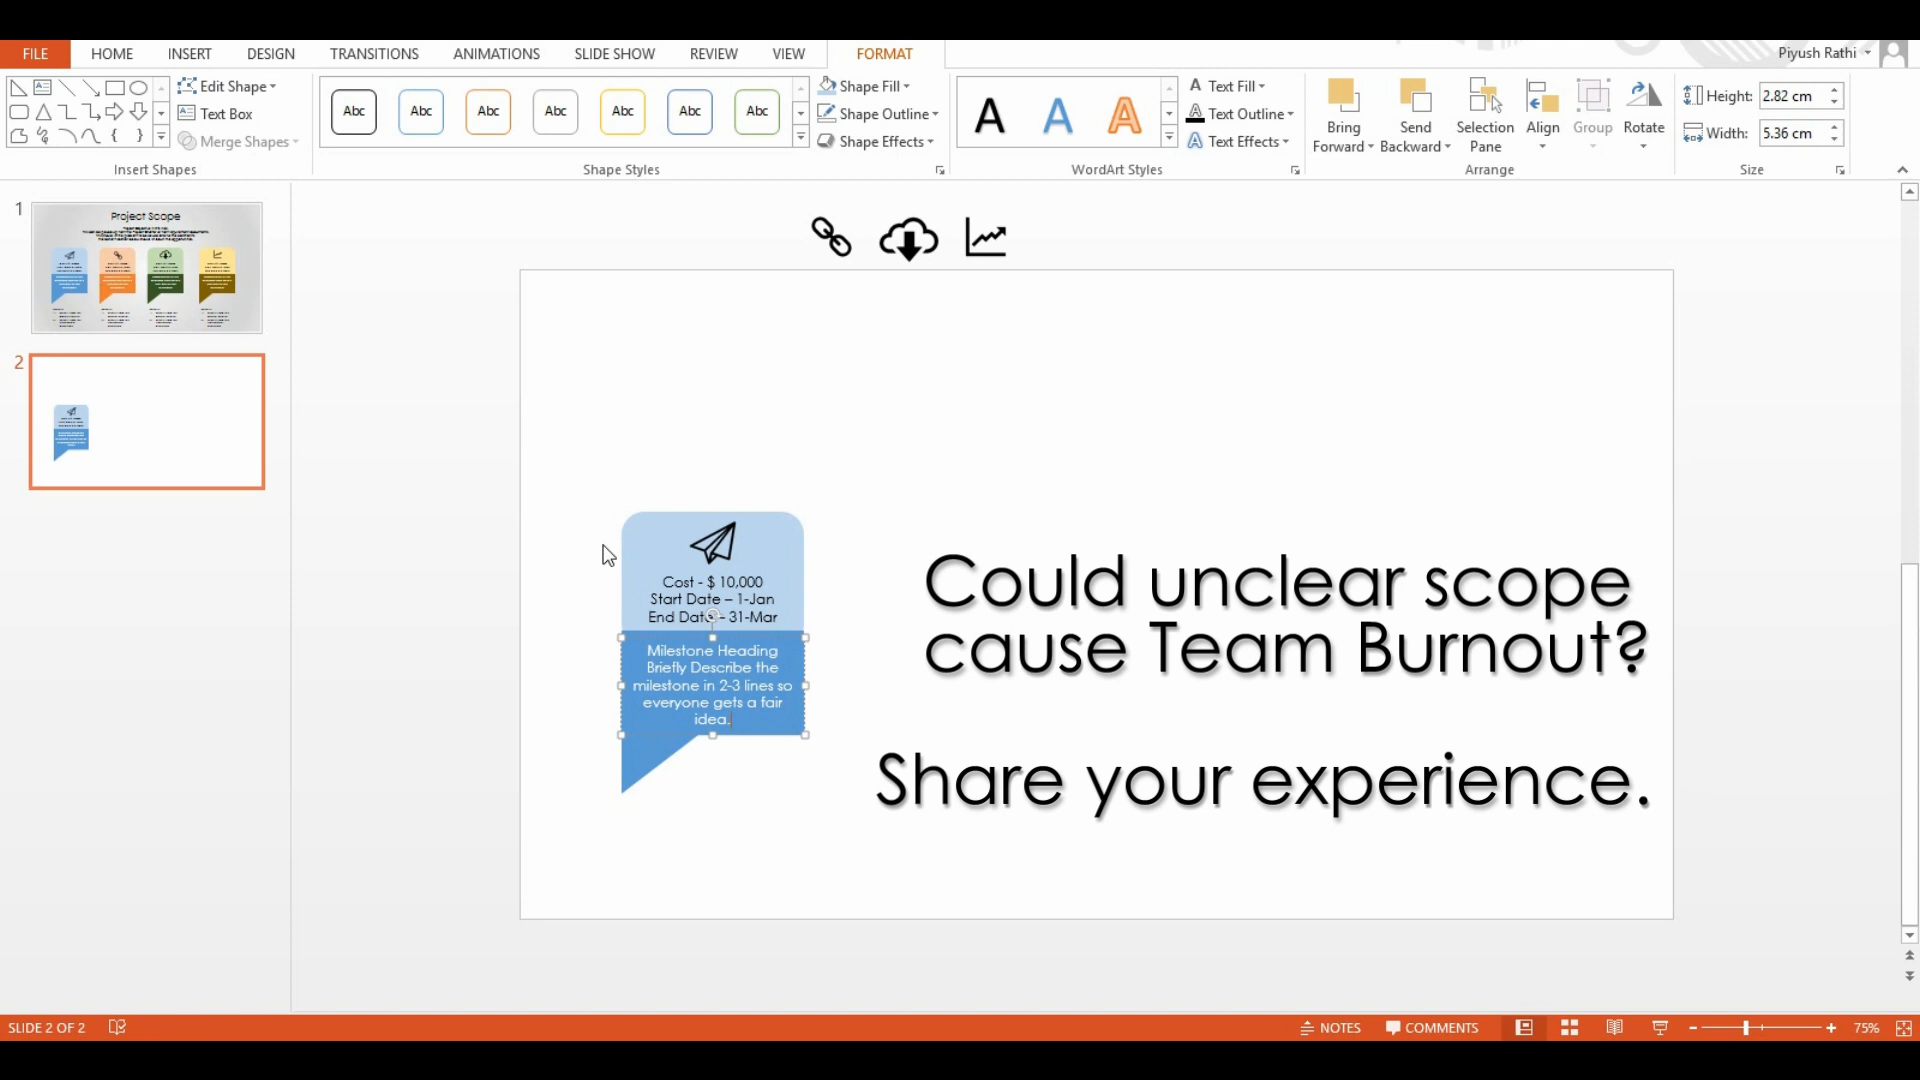 FILE HOME INSERT DESIGN TRANSITIONS ANIMATIONS SLIDE SHOW REVIEW VIEW FORMAT Piyush Rathi
Edit Shape
Text Box
Merge Shapes
Insert Shapes
Abc Abc Abc Abc Abc Abc Abc
Shape Styles
Shape Fill
Shape Outline
Shape Effects
A A A
WordArt Styles
Text Fill
Text Outline
Text Effects
Bring
Forward
Send
Backward
Selection
Pane
Align
Group
Rotate
Arrange
Height: 2.82 cm
Width: 5.36 cm
Size
1
Project Scope
2
Cost - $ 10,000
Start Date – 1-Jan
End Date - 31-Mar
Milestone Heading
Briefly Describe the
milestone in 2-3 lines so
everyone gets a fair
idea.
Could unclear scope
cause Team Burnout?
Share your experience.
SLIDE 2 OF 2
NOTES COMMENTS 75%